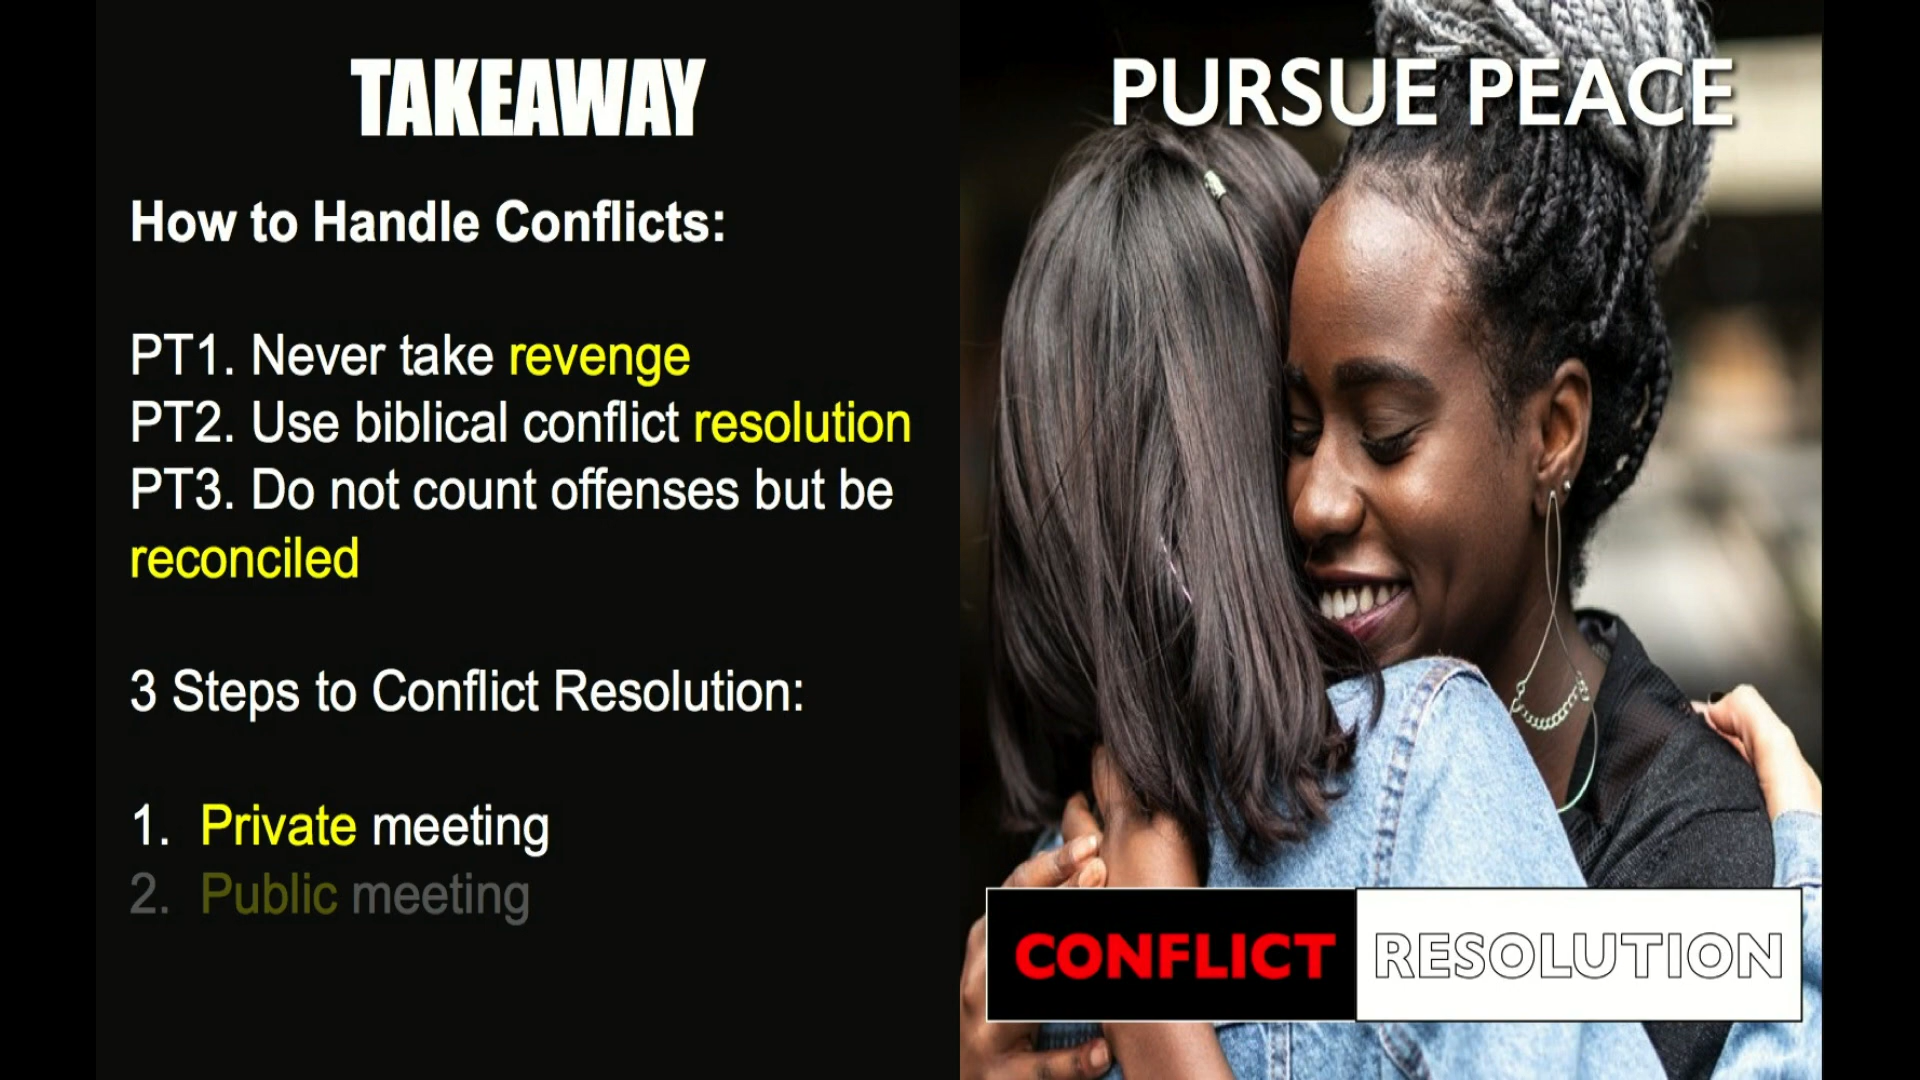 TAKEAWAY
How to Handle Conflicts:
PT1. Never take revenge
PT2. Use biblical conflict resolution
PT3. Do not count offenses but be
reconciled
3 Steps to Conflict Resolution:
1. Private meeting
2. Public meeting
PURSUE PEACE
CONFLICT RESOLUTION